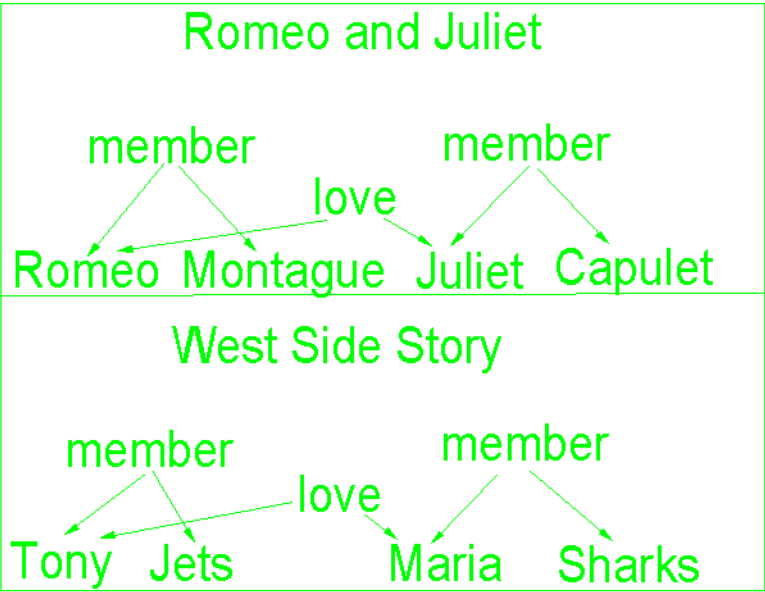 Romeo and Juliet
member member
love
Romeo Montague Juliet Capulet
West Side Story
member member
love
Tony Jets Maria Sharks